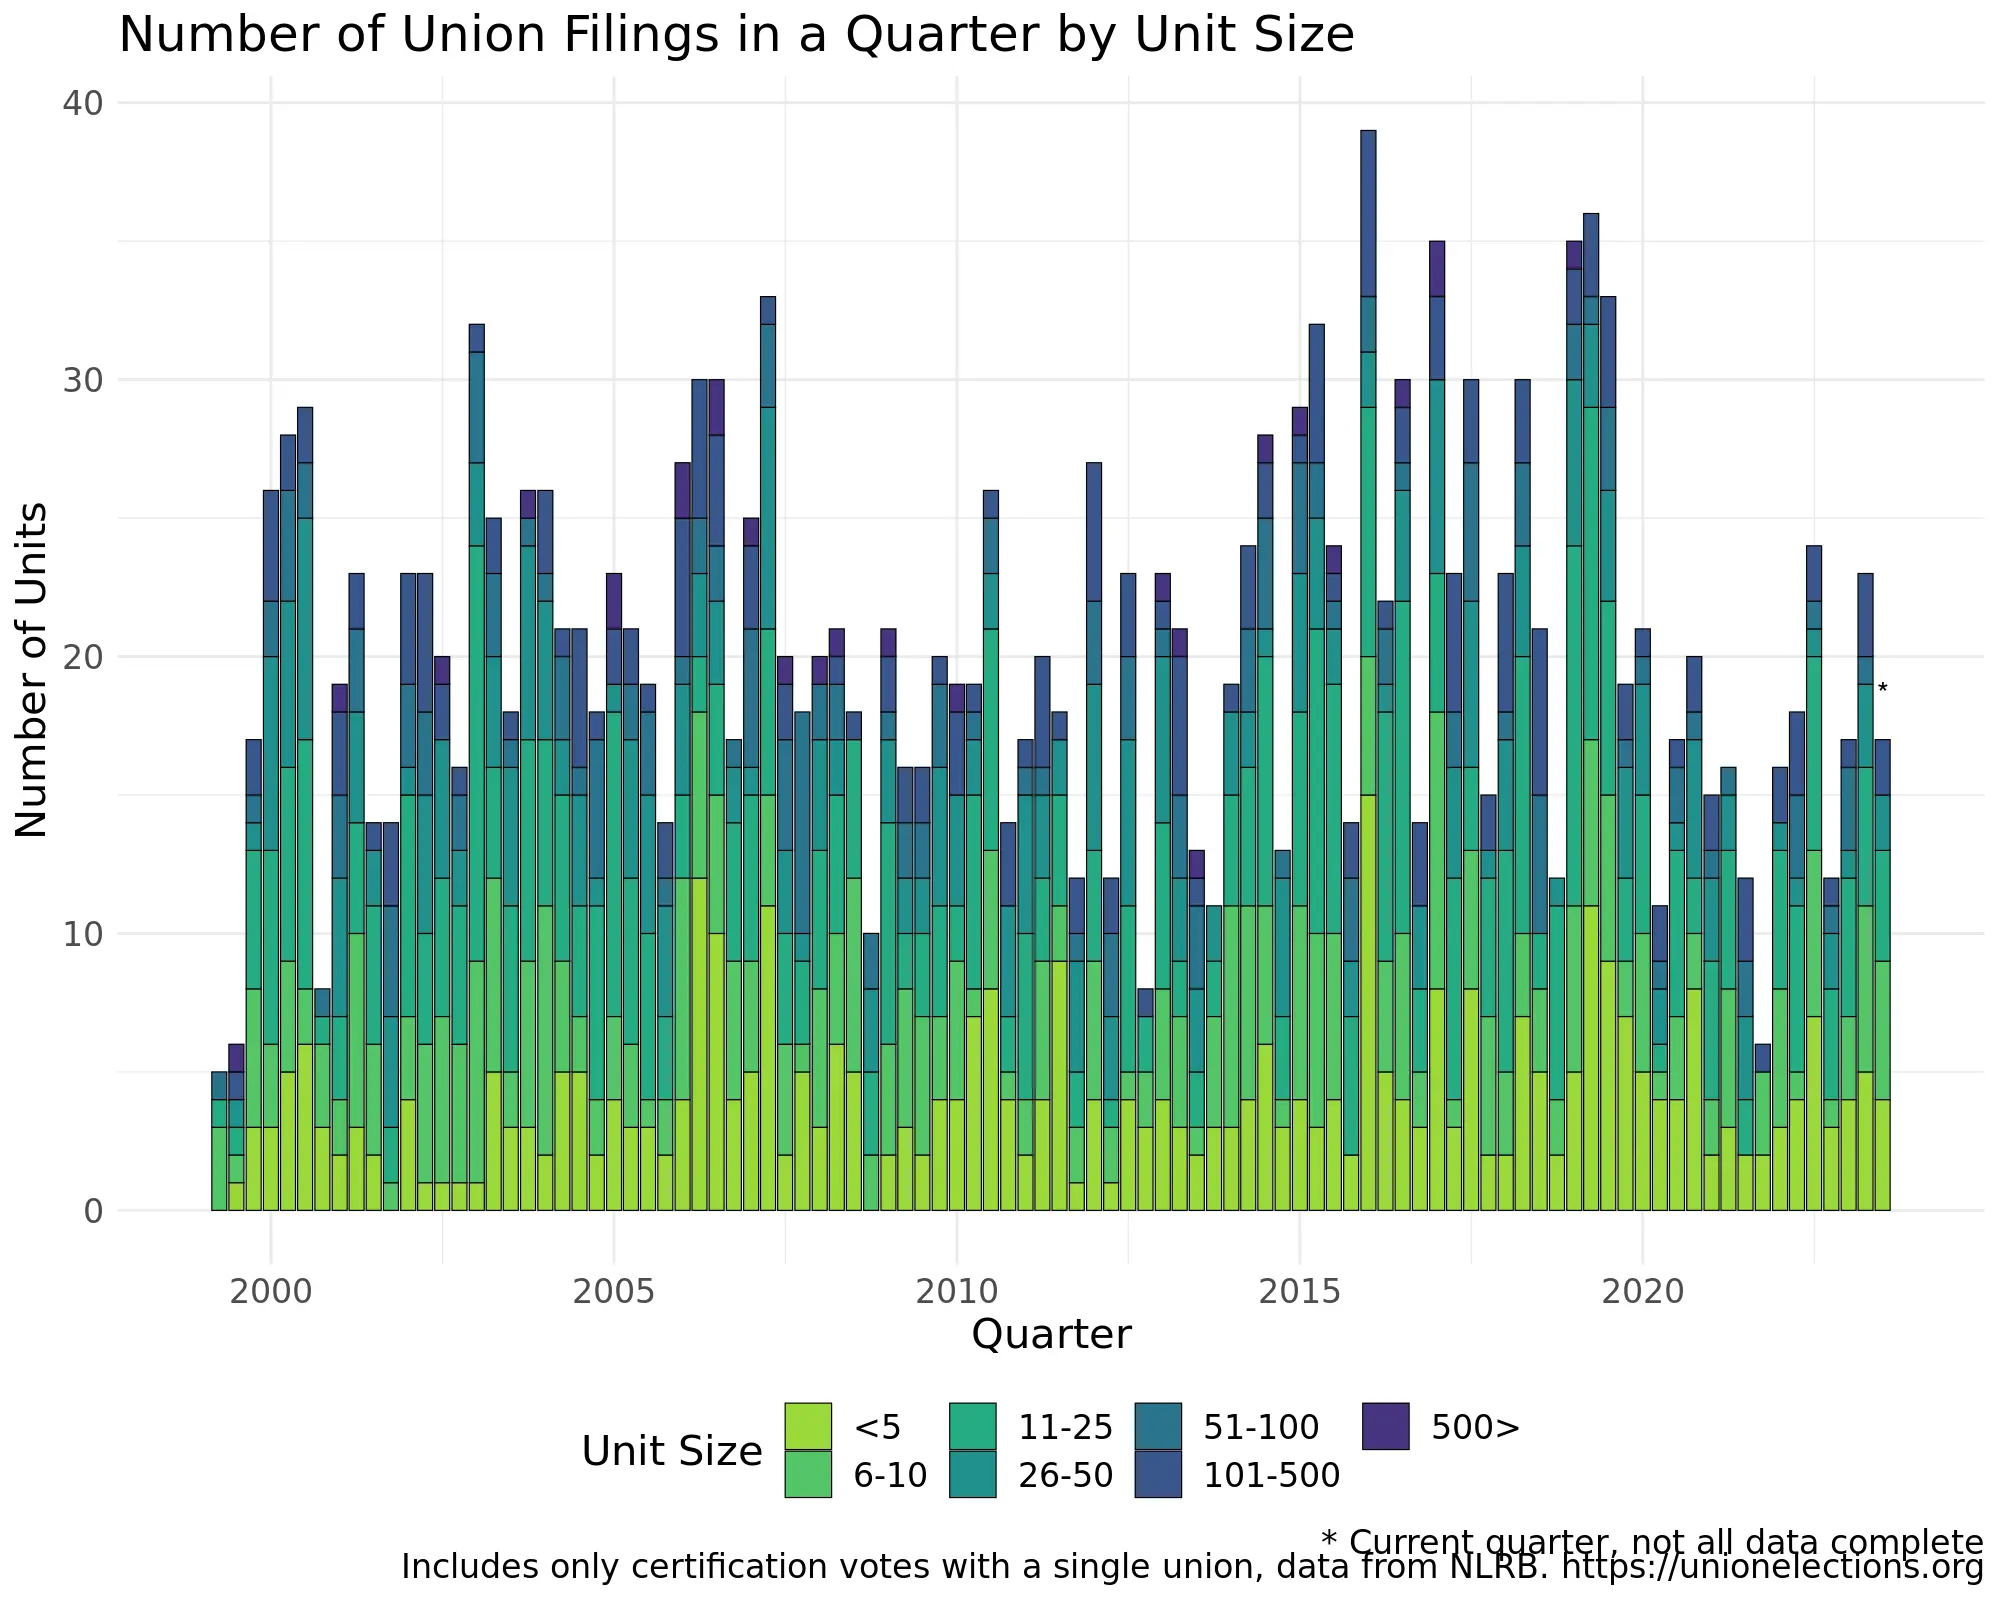 Number of Union Filings in a Quarter by Unit Size
Number of Units
40
30
20
10
0
*
2000 2005 2010 2015 2020
Quarter
Unit Size
<5 11-25 51-100 500>
6-10 26-50 101-500
* Current quarter, not all data complete
Includes only certification votes with a single union, data from NLRB. https://unionelections.org